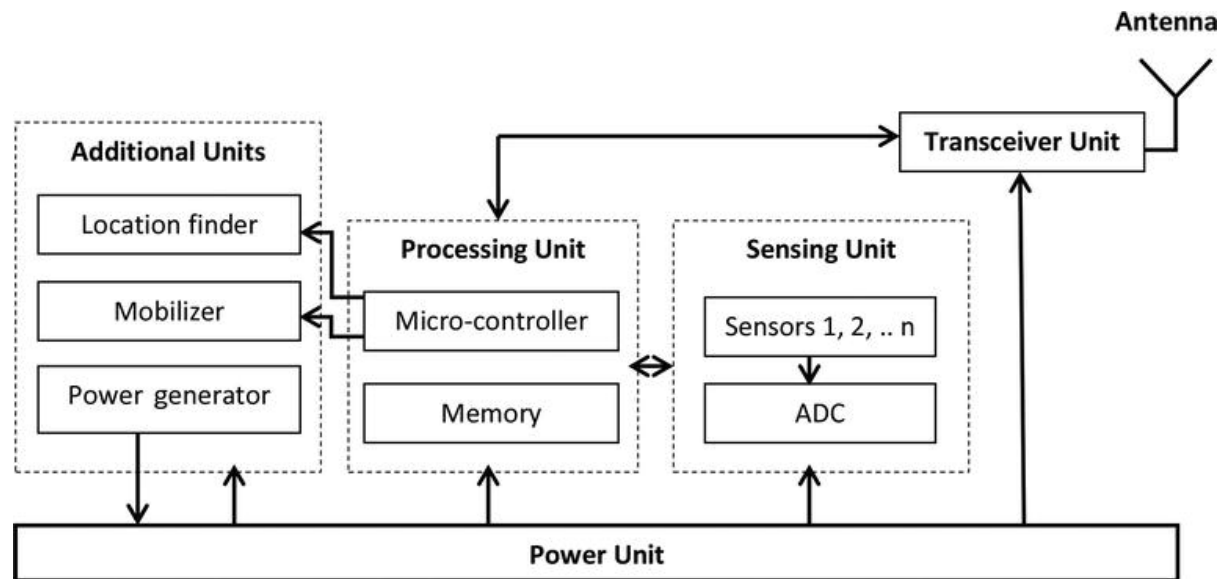 Antenna
Transceiver Unit
Additional Units
Location finder
Mobilizer
Power generator
Processing Unit
Micro-controller
Memory
Sensing Unit
Sensors 1, 2, .. n
ADC
Power Unit